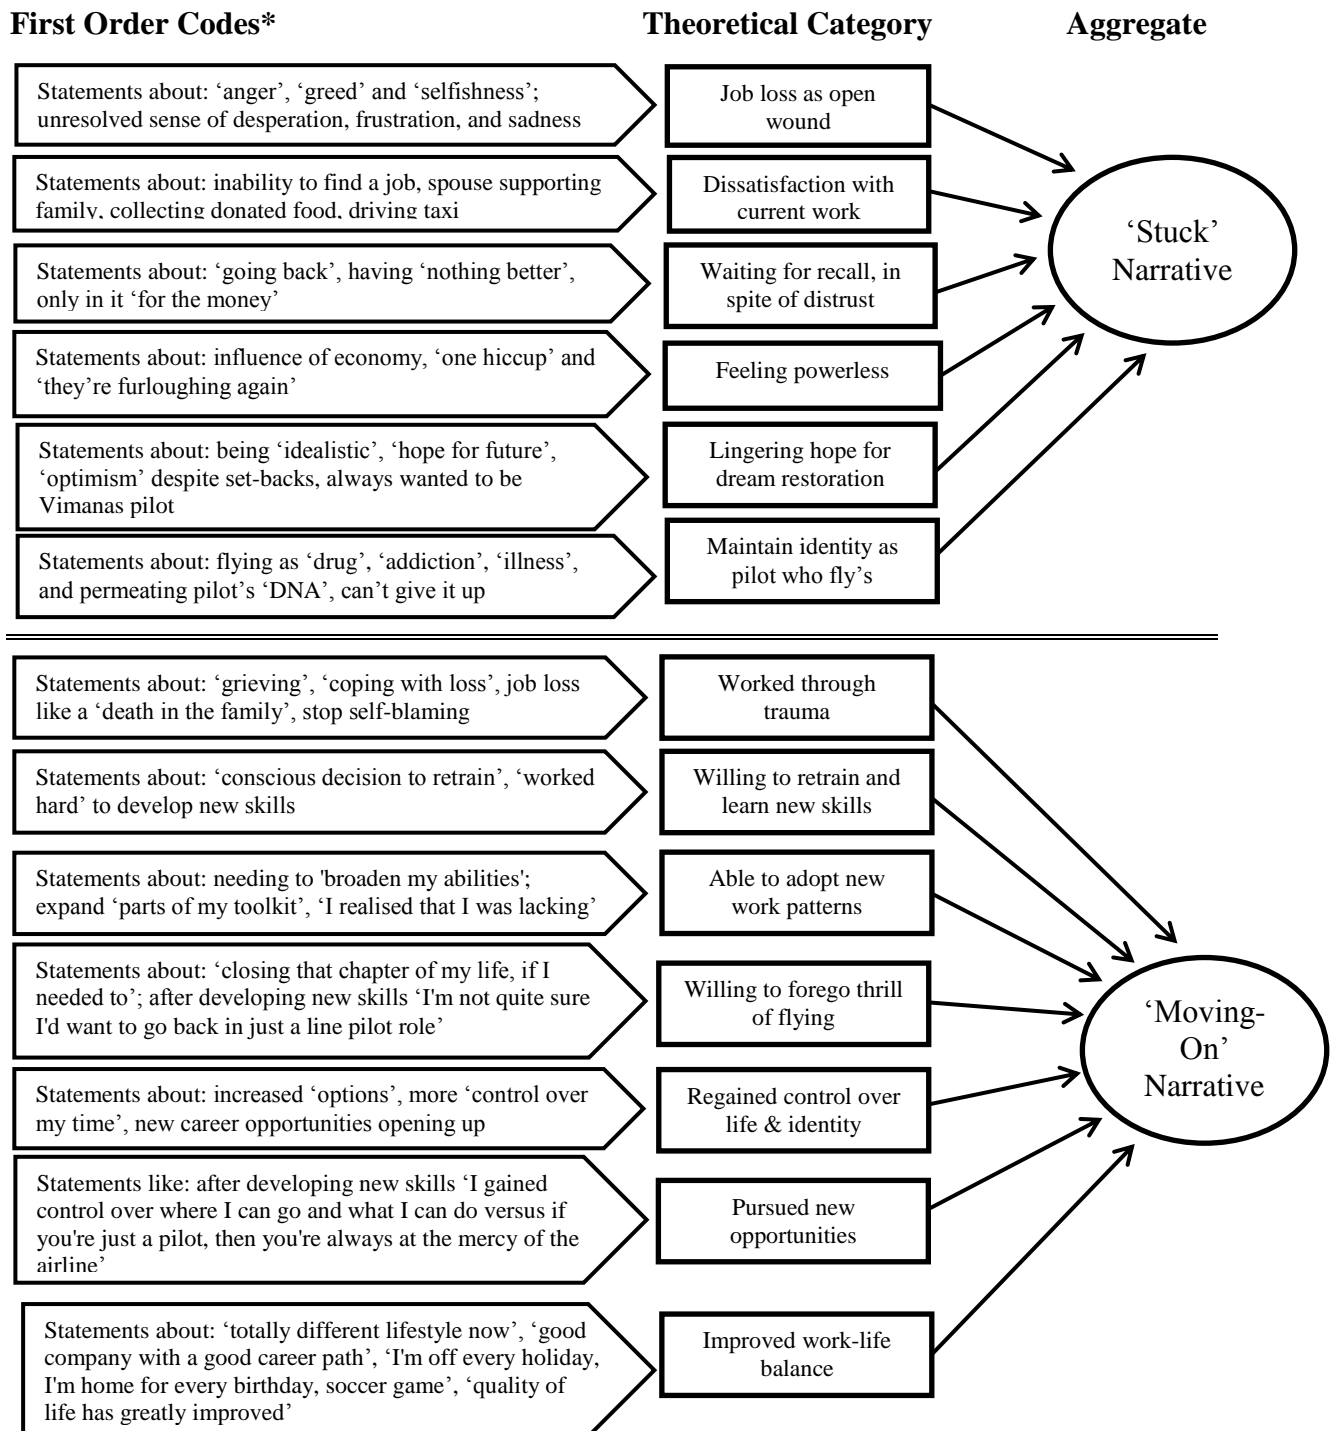 First Order Codes*
Theoretical Category
Aggregate
Statements about: ‘anger’, ‘greed’ and ‘selfishness’;
unresolved sense of desperation, frustration, and sadness
Job loss as open
wound
Statements about: inability to find a job, spouse supporting
family, collecting donated food, driving taxi
Dissatisfaction with
current work
Statements about: ‘going back’, having ‘nothing better’,
only in it ‘for the money’
Waiting for recall, in
spite of distrust
Statements about: influence of economy, ‘one hiccup’ and
‘they’re furloughing again’
Feeling powerless
Statements about: being ‘idealistic’, ‘hope for future’,
‘optimism’ despite set-backs, always wanted to be
Vimanas pilot
Lingering hope for
dream restoration
Statements about: flying as ‘drug’, ‘addiction’, ‘illness’,
and permeating pilot’s ‘DNA’, can’t give it up
Maintain identity as
pilot who fly’s
‘Stuck’
Narrative
Statements about: ‘grieving’, ‘coping with loss’, job loss
like a ‘death in the family’, stop self-blaming
Worked through
trauma
Statements about: ‘conscious decision to retrain’, ‘worked
hard’ to develop new skills
Willing to retrain and
learn new skills
Statements about: needing to 'broaden my abilities';
expand ‘parts of my toolkit’, ‘I realised that I was lacking’
Able to adopt new
work patterns
Statements about: ‘closing that chapter of my life, if I
needed to’; after developing new skills ‘I'm not quite sure
I'd want to go back in just a line pilot role’
Willing to forego thrill
of flying
Statements about: increased ‘options’, more ‘control over
my time’, new career opportunities opening up
Regained control over
life & identity
Statements like: after developing new skills ‘I gained
control over where I can go and what I can do versus if
you're just a pilot, then you're always at the mercy of the
airline’
Pursued new
opportunities
Statements about: ‘totally different lifestyle now’, ‘good
company with a good career path’, ‘I'm off every holiday,
I'm home for every birthday, soccer game’, ‘quality of
life has greatly improved’
Improved work-life
balance
‘Moving-
On’
Narrative